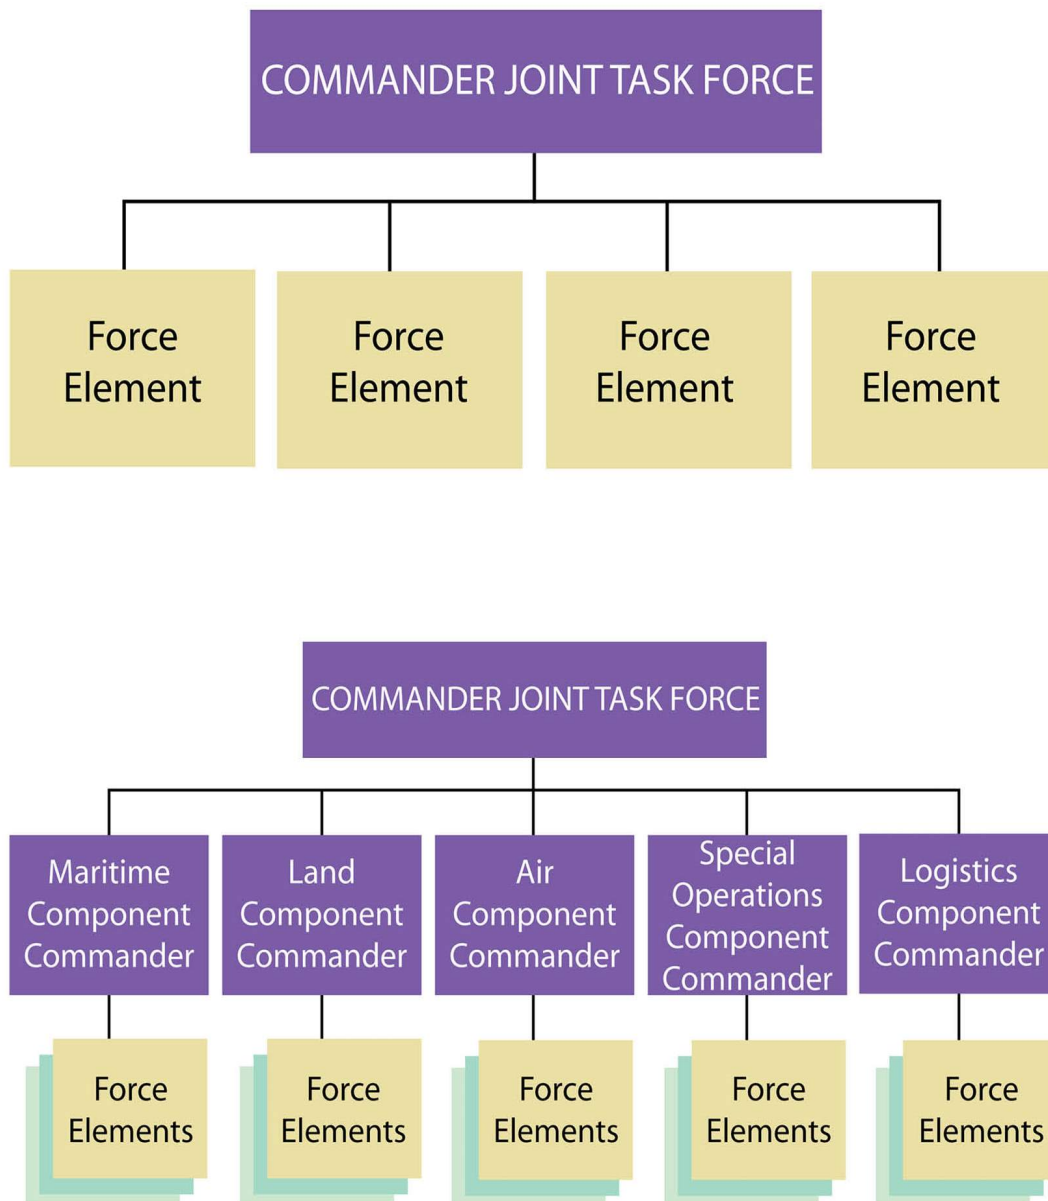 COMMANDER JOINT TASK FORCE
Force
Element
Force
Element
Force
Element
Force
Element
COMMANDER JOINT TASK FORCE
Maritime
Component
Commander
Land
Component
Commander
Air
Component
Commander
Special
Operations
Component
Commander
Logistics
Component
Commander
Force
Elements
Force
Elements
Force
Elements
Force
Elements
Force
Elements